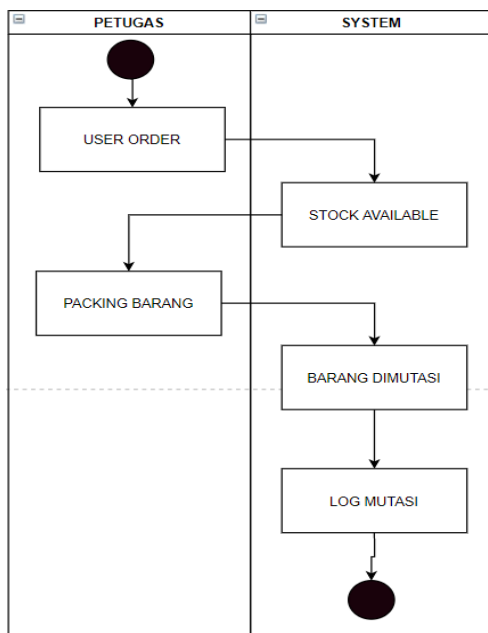 PETUGAS
SYSTEM
USER ORDER
STOCK AVAILABLE
PACKING BARANG
BARANG DIMUTASI
LOG MUTASI